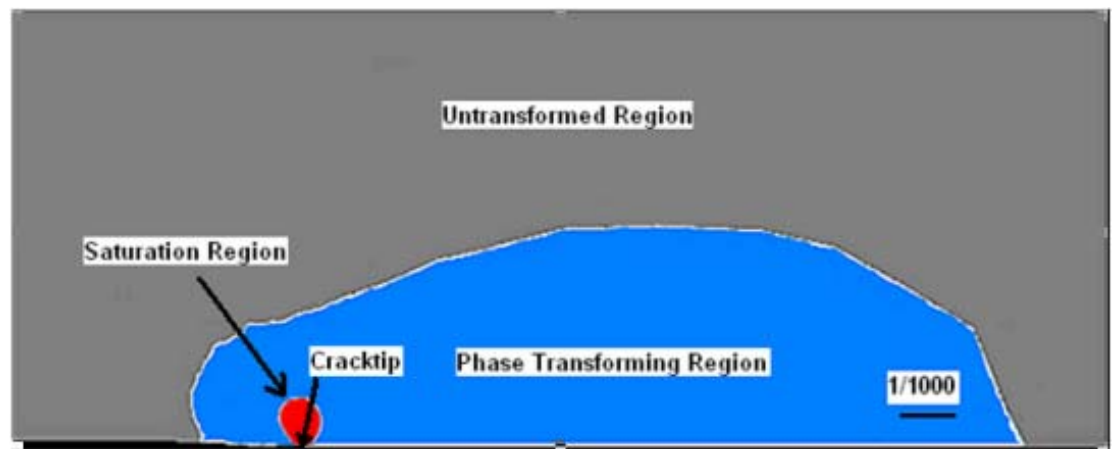 Untransformed Region
Saturation Region
Cracktip
Phase Transforming Region
1/1000